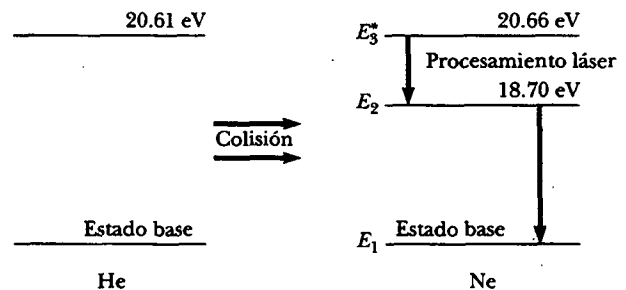 20.61 eV
E₃* 20.66 eV
Procesamiento láser
18.70 eV
E₂
Colisión
Estado base
E₁ Estado base
He
Ne